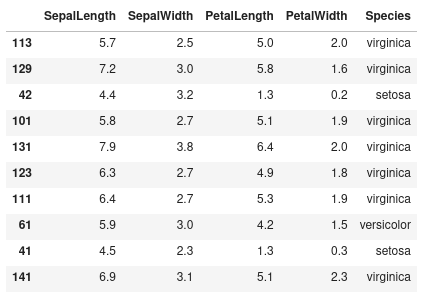 SepalLength SepalWidth PetalLength PetalWidth Species
113 5.7 2.5 5.0 2.0 virginica
129 7.2 3.0 5.8 1.6 virginica
42 4.4 3.2 1.3 0.2 setosa
101 5.8 2.7 5.1 1.9 virginica
131 7.9 3.8 6.4 2.0 virginica
123 6.3 2.7 4.9 1.8 virginica
111 6.4 2.7 5.3 1.9 virginica
61 5.9 3.0 4.2 1.5 versicolor
41 4.5 2.3 1.3 0.3 setosa
141 6.9 3.1 5.1 2.3 virginica